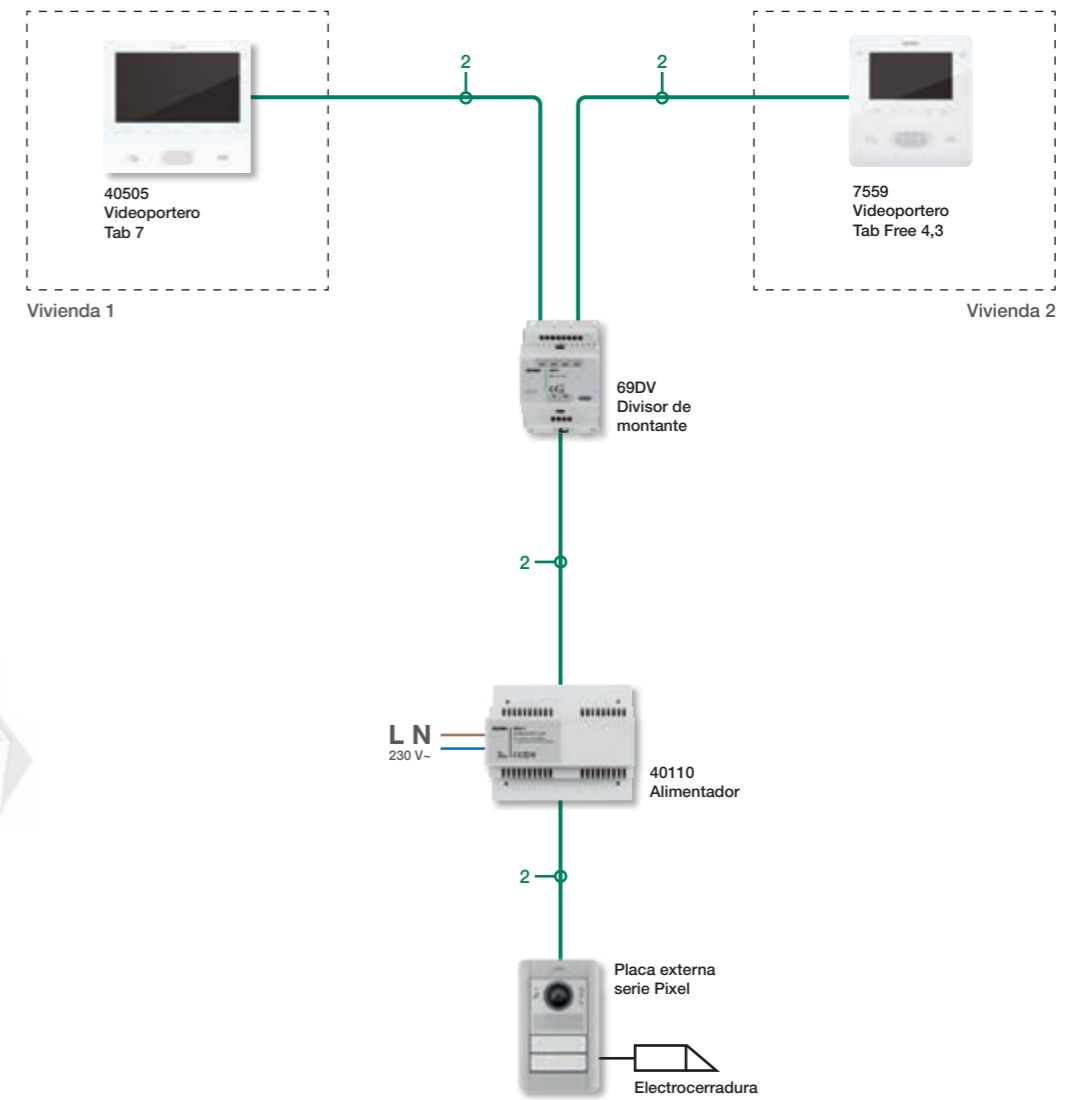 2
2
40505
Videoportero
Tab 7
7559
Videoportero
Tab Free 4,3
Vivienda 1
Vivienda 2
69DV
Divisor de
montante
2
L N
230 V~
40110
Alimentador
2
Placa externa
serie Pixel
Electrocerradura